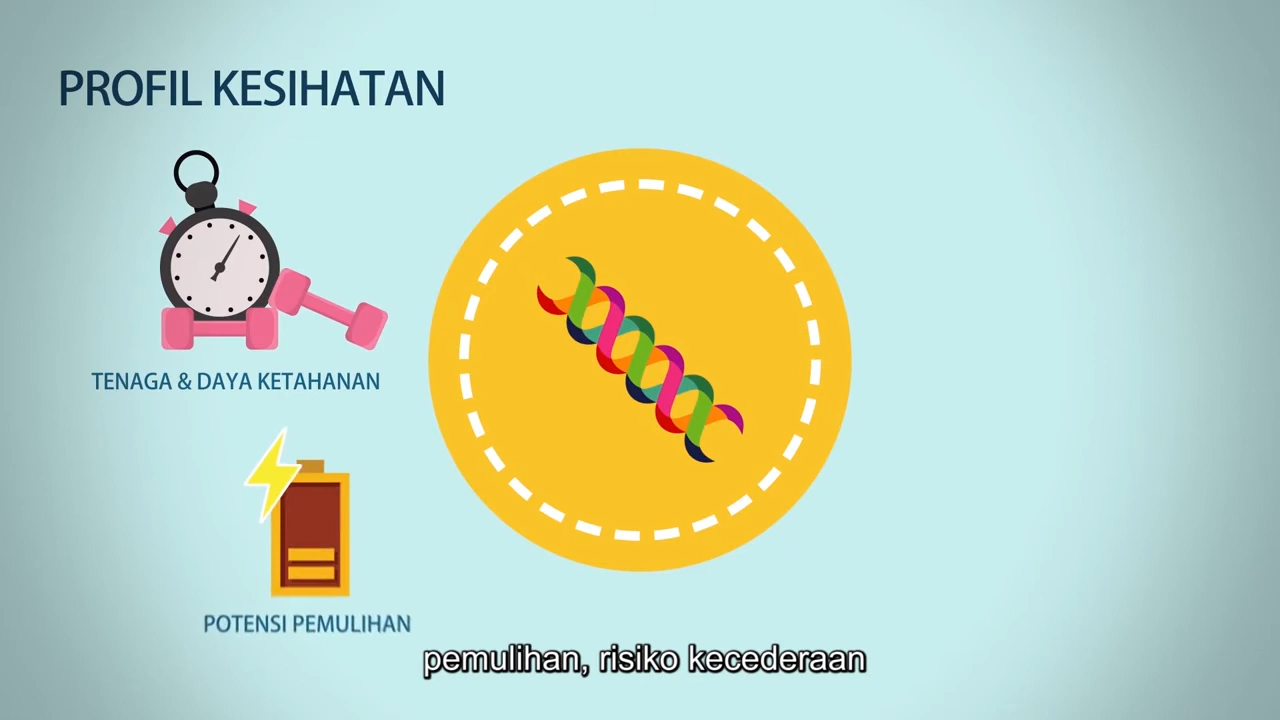 PROFIL KESIHATAN
TENAGA & DAYA KETAHANAN
POTENSI PEMULIHAN
pemulihan, risiko kecederaan